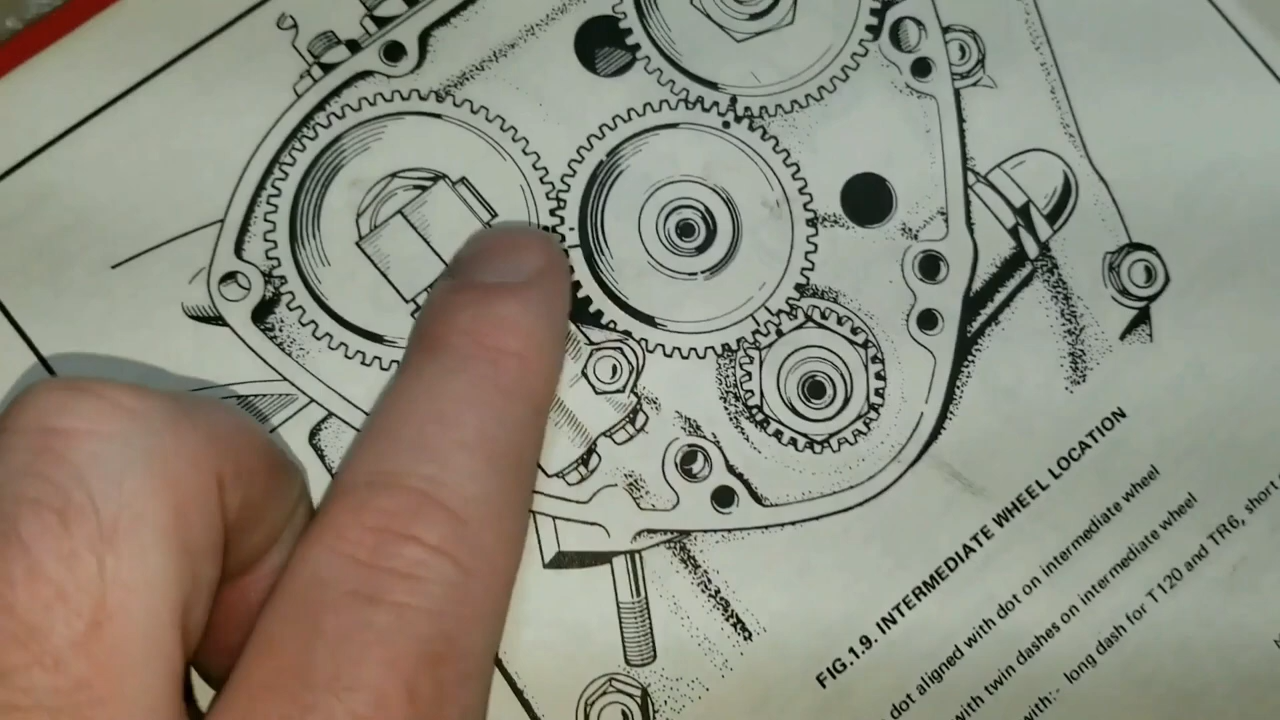 FIG.1.9. INTERMEDIATE WHEEL LOCATION
dot aligned with dot on intermediate wheel
with twin dashes on intermediate wheel
with:- long dash for T120 and TR6, short